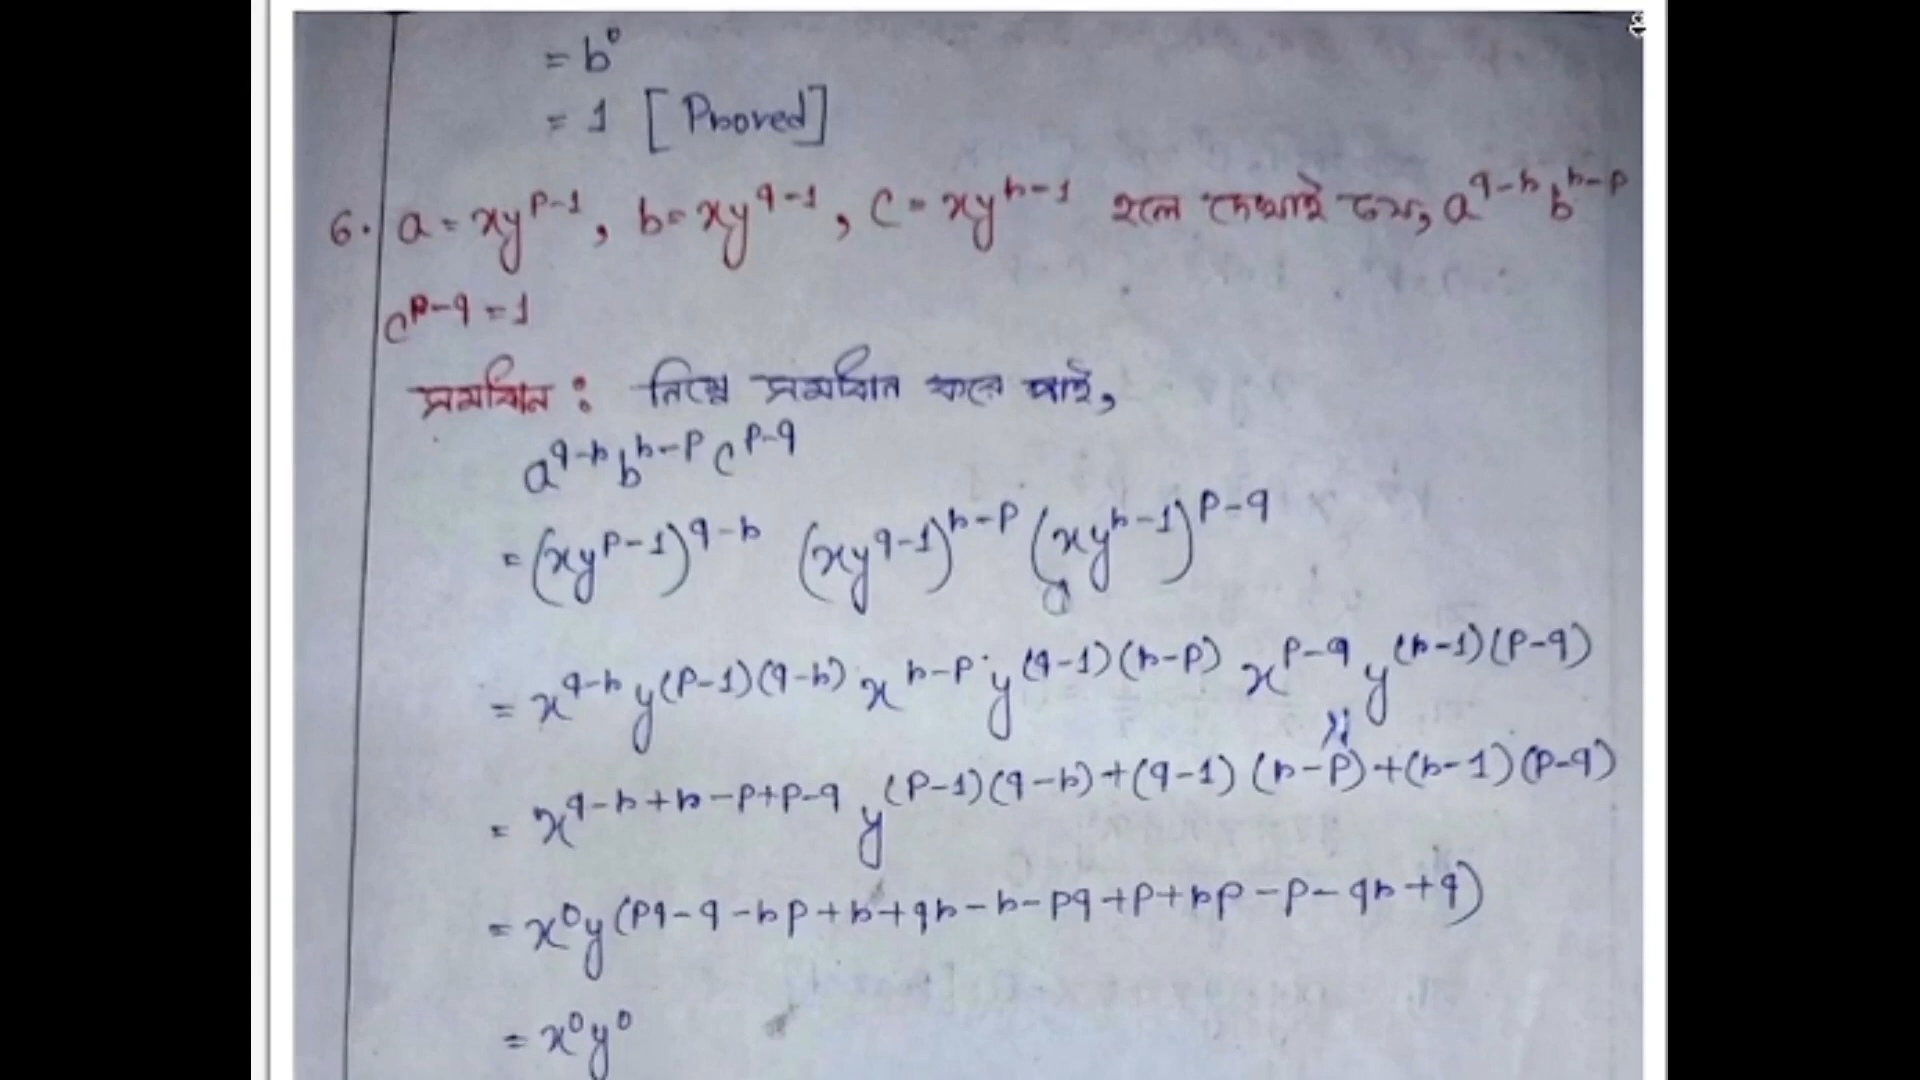 = b⁰
= 1 [Proved]
6. a = xy^{p-1}, b = xy^{q-1}, c = xy^{r-1} হলে দেখাই যে, a^{q-r} b^{r-p}
c^{p-q} = 1
সমাধান : নিম্নে সমাধান করে পাই,
a^{q-r} b^{r-p} c^{p-q}
= (xy^{p-1})^{q-r} (xy^{q-1})^{r-p} (xy^{r-1})^{p-q}
= x^{q-r} y^{(p-1)(q-r)} x^{r-p} y^{(q-1)(r-p)} x^{p-q} y^{(r-1)(p-q)}
= x^{q-r+r-p+p-q} y^{(p-1)(q-r)+(q-1)(r-p)+(r-1)(p-q)}
= x⁰y^{(pq-q-rp+r+qr-r-pq+p+rp-p-qr+q)}
= x⁰y⁰